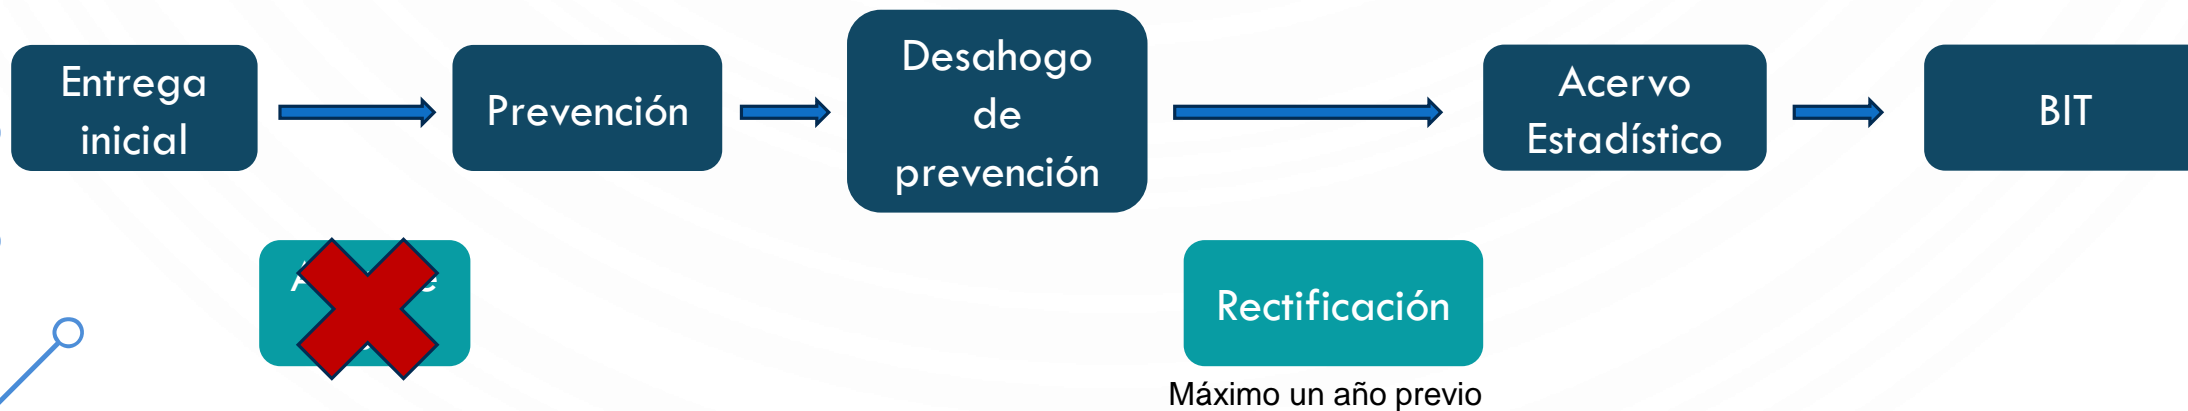 Entrega
inicial
Prevención
Desahogo
de
prevención
Acervo
Estadístico
BIT
Rectificación
Máximo un año previo